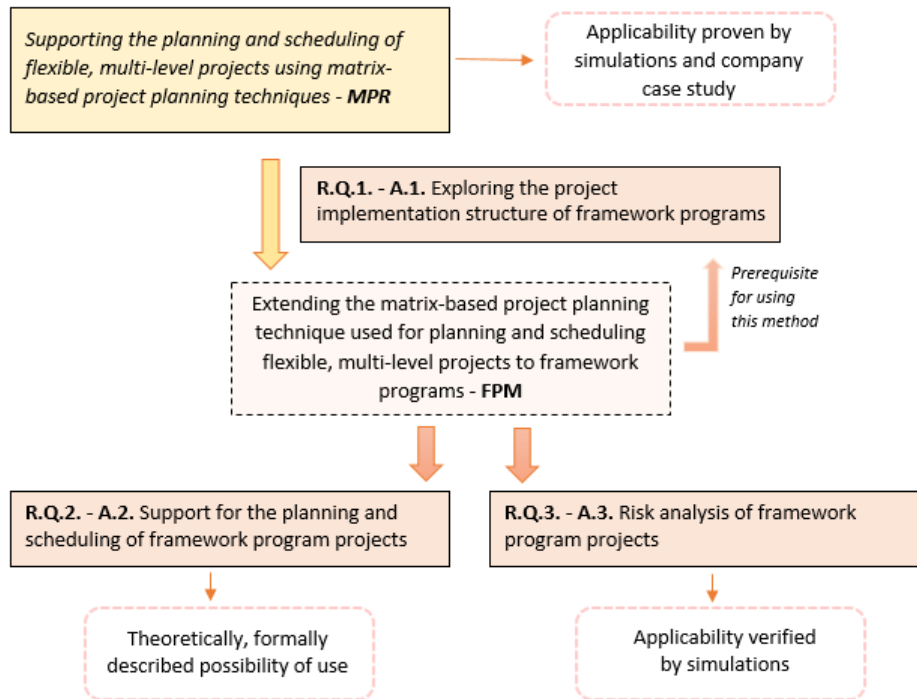 Supporting the planning and scheduling of
flexible, multi-level projects using matrix-
based project planning techniques - MPR
Applicability proven by
simulations and company
case study
R.Q.1. - A.1. Exploring the project
implementation structure of framework programs
Prerequisite
for using
this method
Extending the matrix-based project planning
technique used for planning and scheduling
flexible, multi-level projects to framework
programs - FPM
R.Q.2. - A.2. Support for the planning and
scheduling of framework program projects
R.Q.3. - A.3. Risk analysis of framework
program projects
Theoretically, formally
described possibility of use
Applicability verified
by simulations